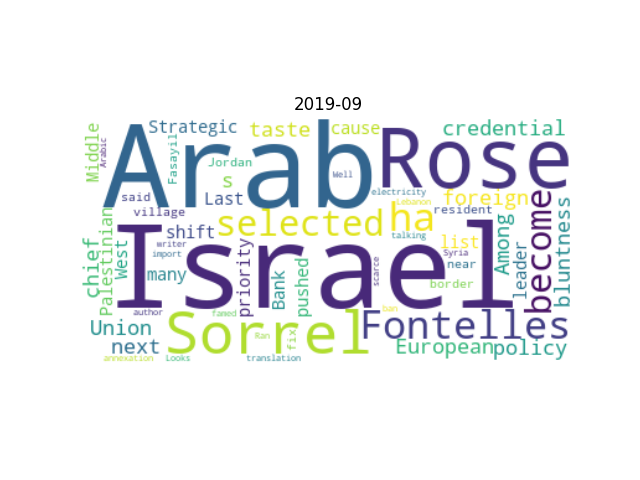 2019-09
Middle
Arabic
Arab
Strategic
Fasayil
taste
cause
Rose
credential
Jordan
Well
s
Last
said
village
selected
electricity
Lebanon
ha
foreign
talking
resident
Among
become
bluntness
Palestinian
chief
West
shift
writer
import
many
priority
Bank
Israel
pushed
scarce
list
Syria
near
border
leader
author
famed
Sorrel
Ran
fix
ban
Fontelles
Union
next
European
policy
annexation
Looks
translation